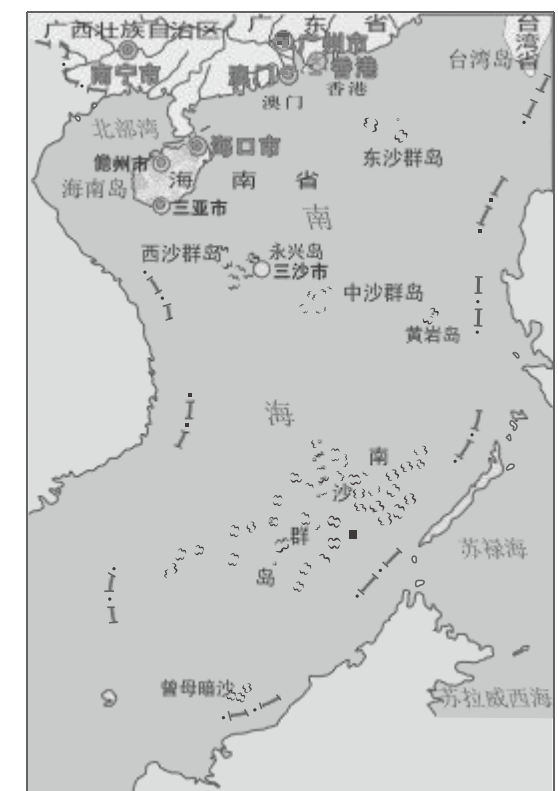 广西壮族自治区
广东省
台湾省
广州市
台湾岛
南宁市
澳门
香港
香港
澳门
北部湾
海口市
东沙群岛
儋州市
海南岛
海南省
三亚市
南
西沙群岛
永兴岛
三沙市
中沙群岛
黄岩岛
海
南
沙
群
岛
苏禄海
曾母暗沙
苏拉威西海